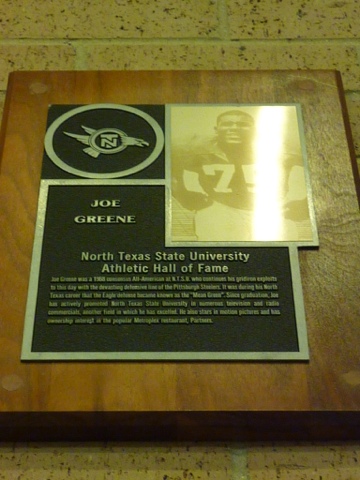 NT
75
JOE
GREENE
North Texas State University
Athletic Hall of Fame
Joe Greene was a 1968 consensus All-American at N.T.S.U. who continues his gridiron exploits
to this day with the devasting defensive line of the Pittsburgh Steelers. It was during his North
Texas career that the Eagle defense became known as the "Mean Green". Since graduation, Joe
has actively promoted North Texas State University in numerous television and radio
commercials, another field in which he has excelled. He also stars in motion pictures and has
ownership interest in the popular Metroplex restaurant, Partners.